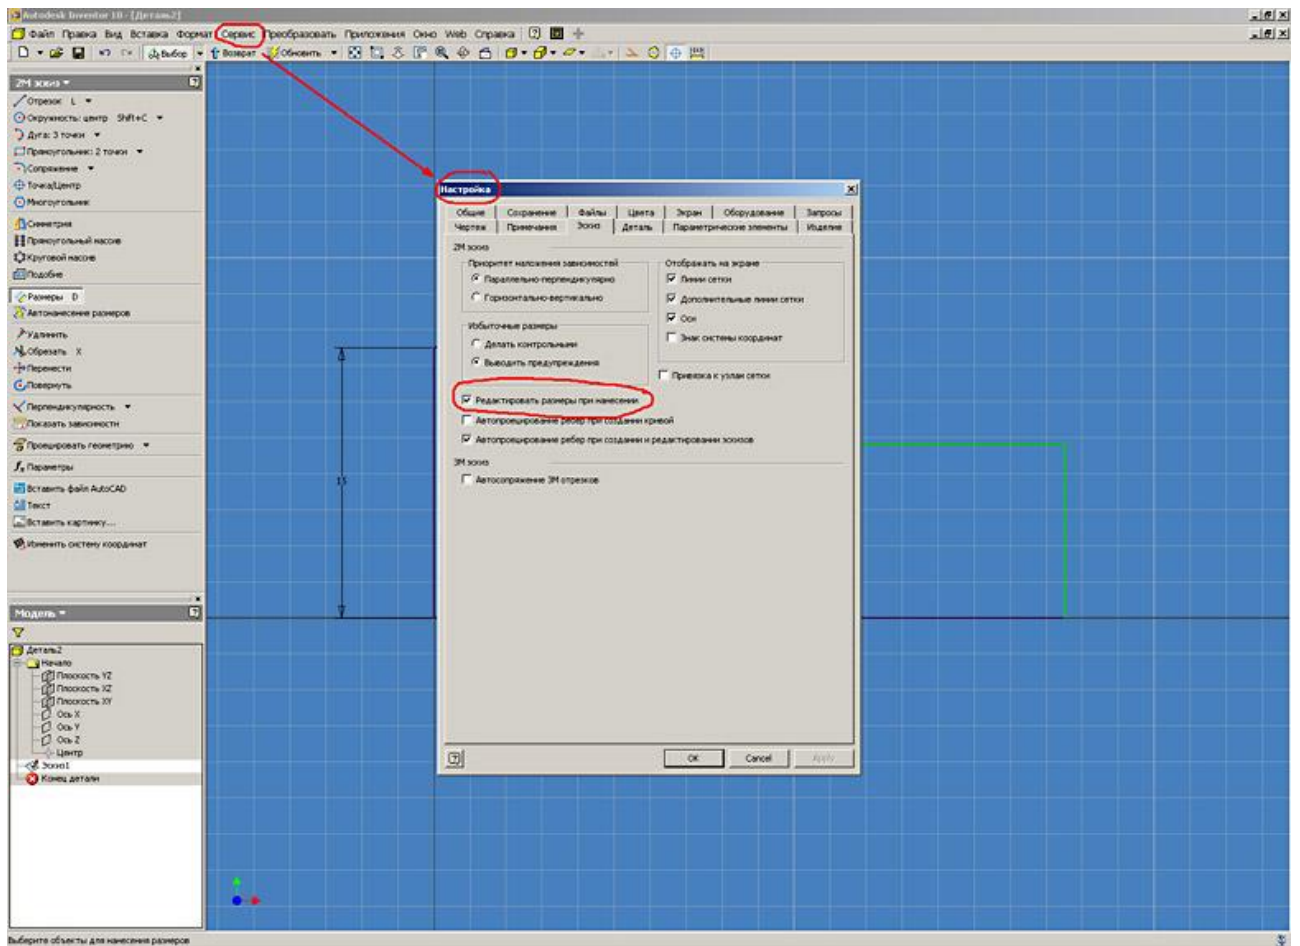 Autodesk Inventor 10 - [Деталь2]
Файл Правка Вид Вставка Формат Сервис Преобразовать Приложения Окно Web Справка
Выбор Возврат Обновить
2М эскиз
Отрезок L
Окружность: центр Shift+C
Дуга: 3 точки
Прямоугольник: 2 точки
Сопряжение
Точка/Центр
Многоугольник
Симметрия
Прямоугольный массив
Круговой массив
Подобие
Размеры D
Автонанесение размеров
Удлинить
Обрезать X
Перенести
Повернуть
Перпендикулярность
Показать зависимости
Проецировать геометрию
Параметры
Вставить файл AutoCAD
Текст
Вставить картинку...
Изменить систему координат
Модель
Деталь2
Начало
Плоскость YZ
Плоскость XZ
Плоскость XY
Ось X
Ось Y
Ось Z
Центр
Эскиз1
Конец детали
15
Настройка
Общие Сохранение Файлы Цвета Экран Оборудование Запросы
Чертеж Примечания Эскиз Деталь Параметрические элементы Изделие
2М эскиз
Приоритет наложения зависимостей
Параллельно-перпендикулярно
Горизонтально-вертикально
Избыточные размеры
Делать контрольными
Выводить предупреждения
Отображать на экране
Линии сетки
Дополнительные линии сетки
Оси
Знак системы координат
Привязка к узлам сетки
Редактировать размеры при нанесении
Автопроецирование ребер при создании кривой
Автопроецирование ребер при создании и редактировании эскизов
3М эскиз
Автосопряжение 3М отрезков
OK Cancel Apply
Выберите объекты для нанесения размеров